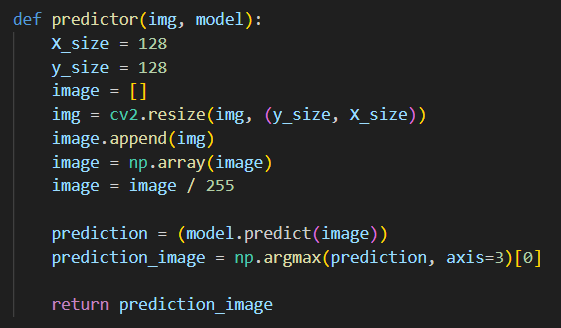 def predictor(img, model):
    X_size = 128
    y_size = 128
    image = []
    img = cv2.resize(img, (y_size, X_size))
    image.append(img)
    image = np.array(image)
    image = image / 255

    prediction = (model.predict(image))
    prediction_image = np.argmax(prediction, axis=3)[0]

    return prediction_image